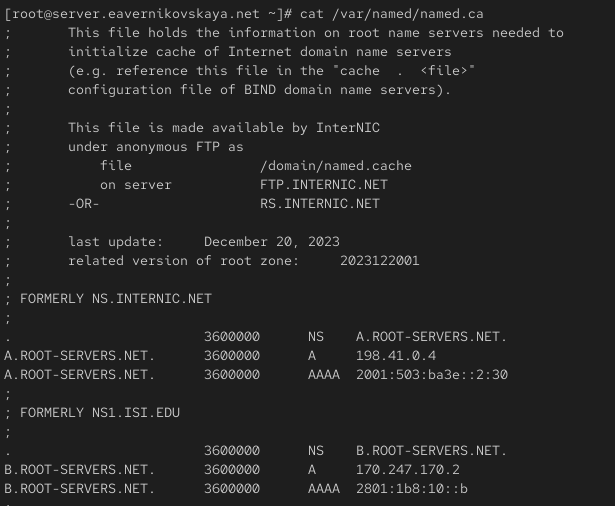 [root@server.eavernikovskaya.net ~]# cat /var/named/named.ca
;       This file holds the information on root name servers needed to
;       initialize cache of Internet domain name servers
;       (e.g. reference this file in the "cache  .  <file>"
;       configuration file of BIND domain name servers).
;
;       This file is made available by InterNIC
;       under anonymous FTP as
;           file                /domain/named.cache
;           on server           FTP.INTERNIC.NET
;       -OR-                    RS.INTERNIC.NET
;
;       last update:     December 20, 2023
;       related version of root zone:     2023122001
;
; FORMERLY NS.INTERNIC.NET
;
.                        3600000      NS    A.ROOT-SERVERS.NET.
A.ROOT-SERVERS.NET.      3600000      A     198.41.0.4
A.ROOT-SERVERS.NET.      3600000      AAAA  2001:503:ba3e::2:30
;
; FORMERLY NS1.ISI.EDU
;
.                        3600000      NS    B.ROOT-SERVERS.NET.
B.ROOT-SERVERS.NET.      3600000      A     170.247.170.2
B.ROOT-SERVERS.NET.      3600000      AAAA  2801:1b8:10::b
;